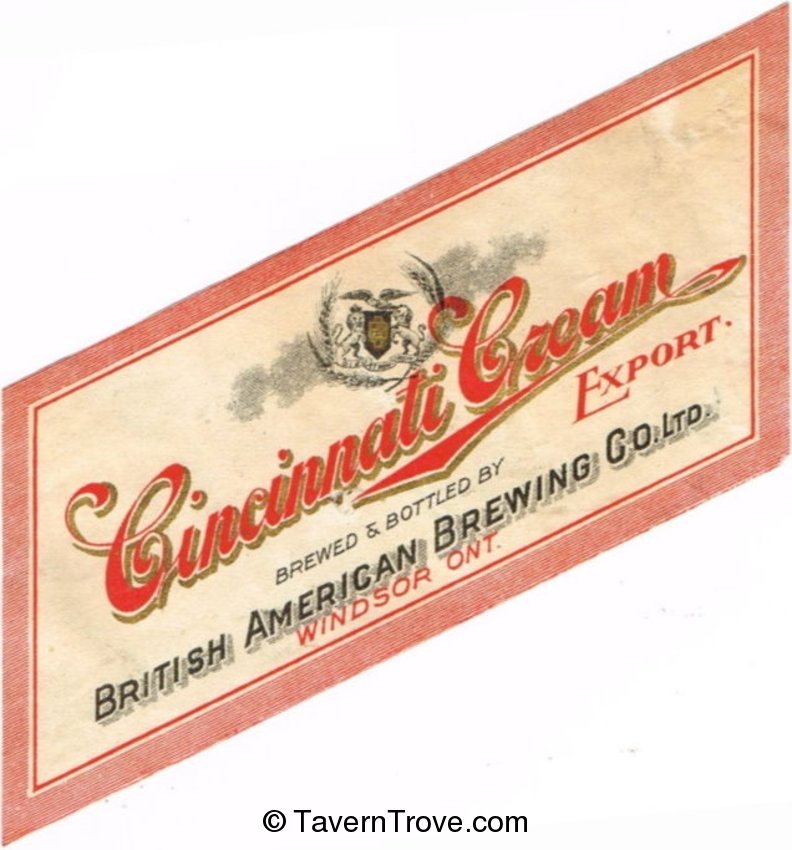 Cincinnati Cream
EXPORT.
BREWED & BOTTLED BY
BRITISH AMERICAN BREWING CO. LTD.
WINDSOR ONT.
© TavernTrove.com